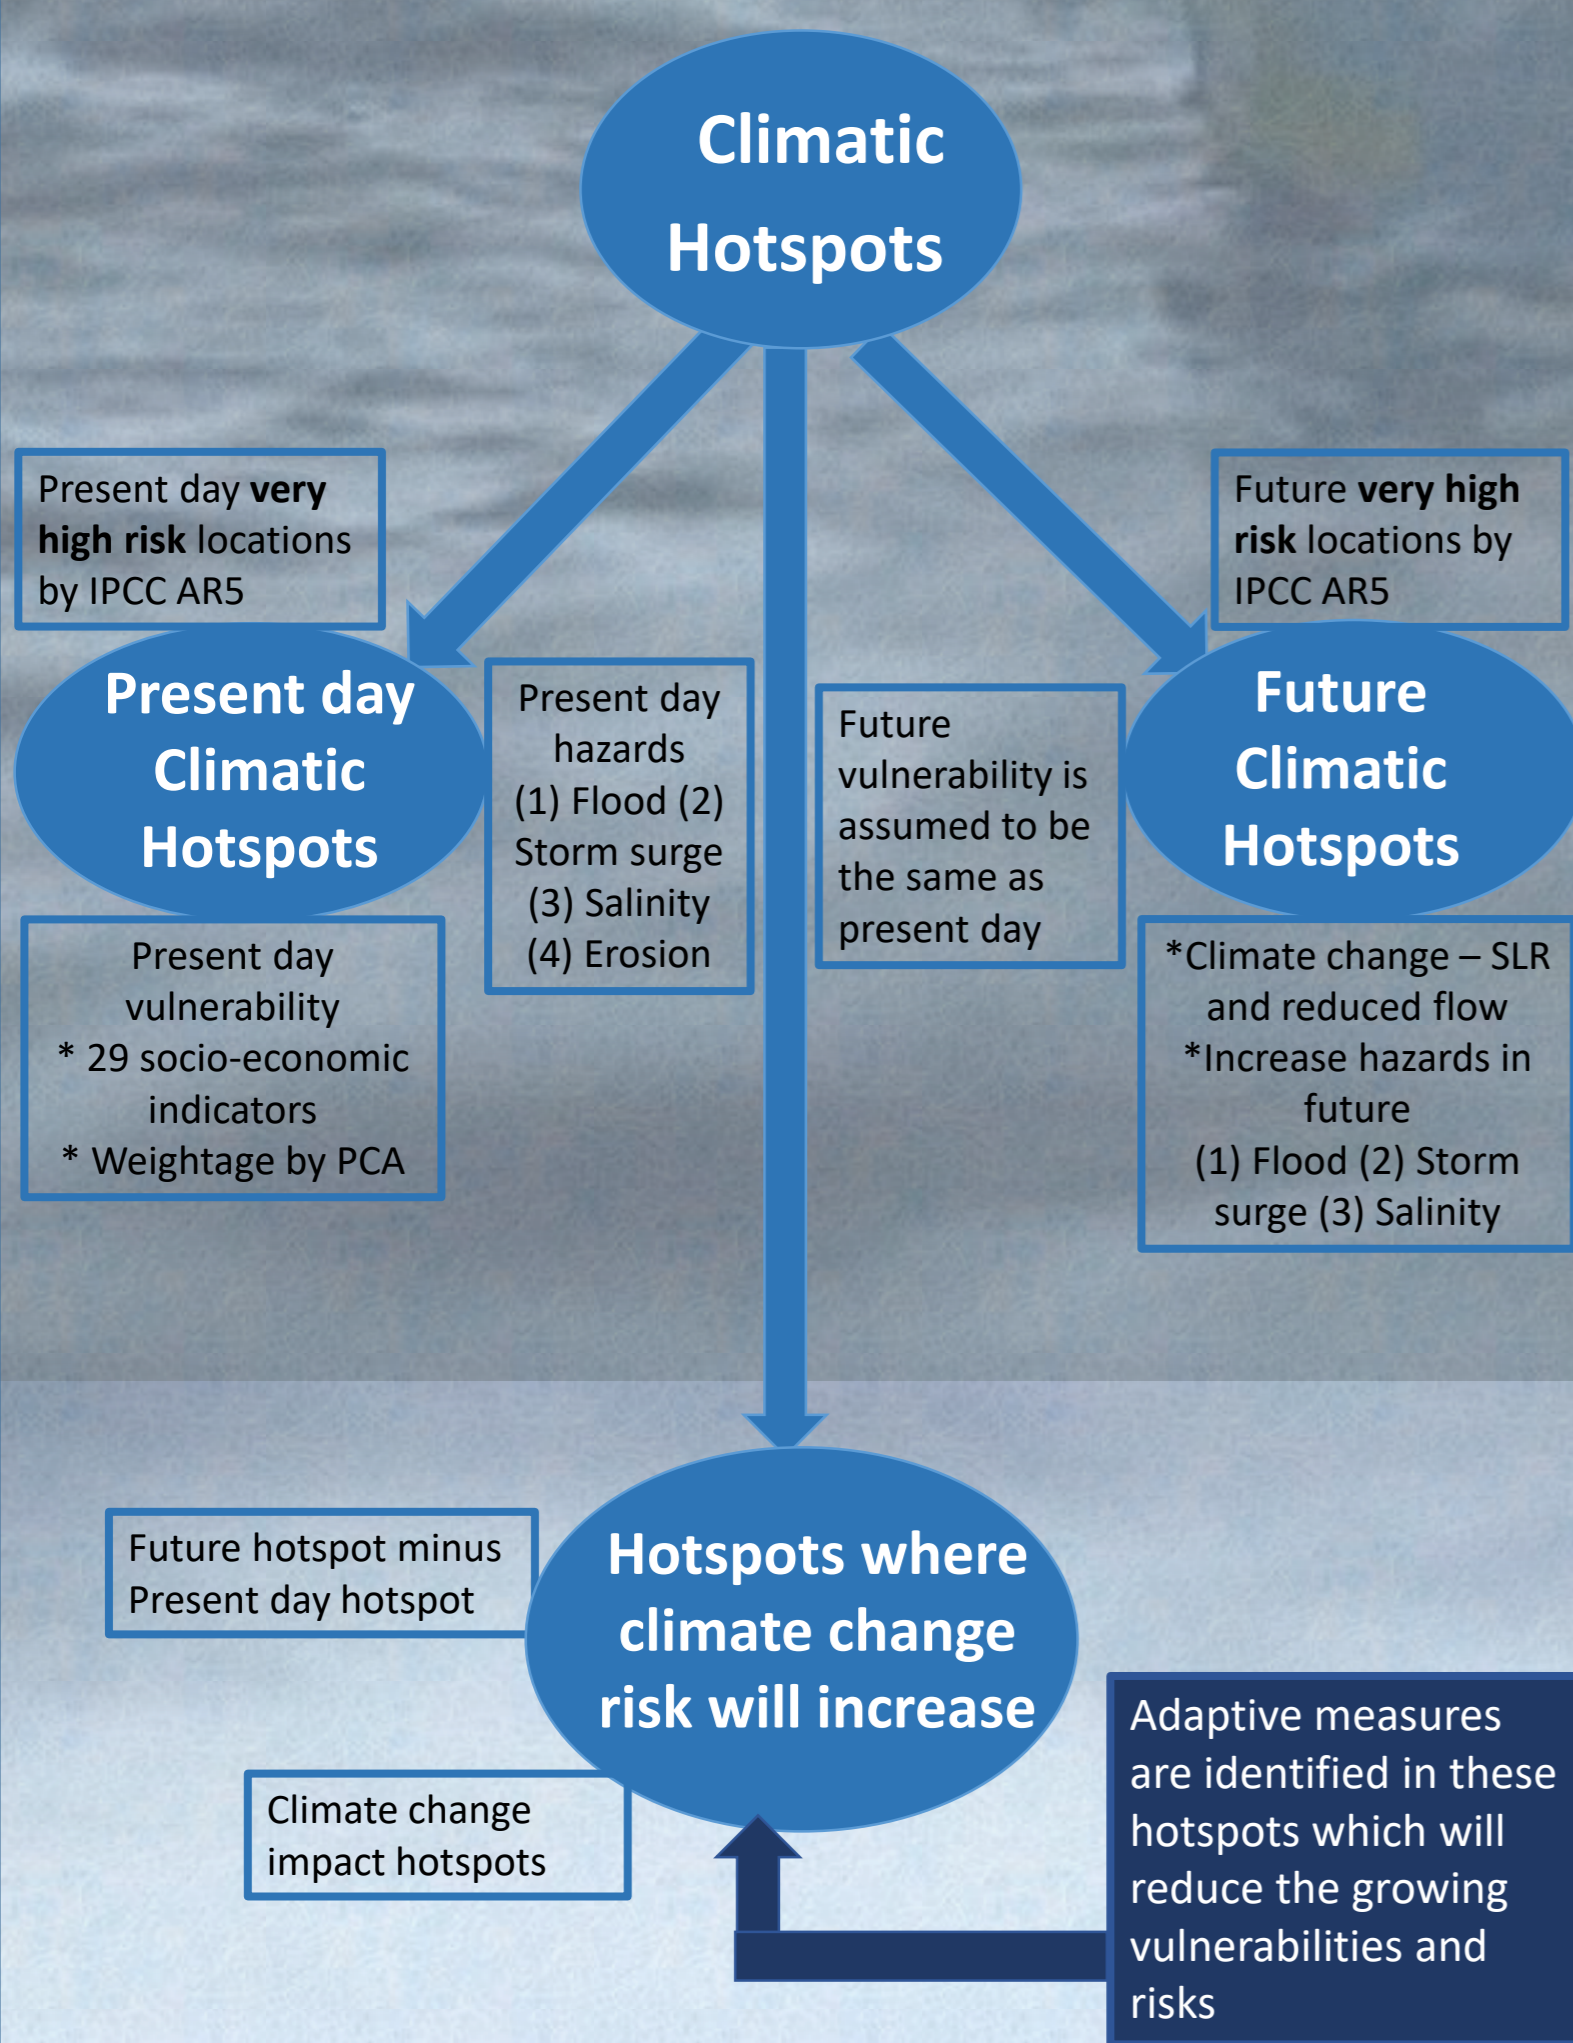 Climatic
Hotspots
Present day very
high risk locations
by IPCC AR5
Future very high
risk locations by
IPCC AR5
Present day
Climatic
Hotspots
Present day
hazards
(1) Flood (2)
Storm surge
(3) Salinity
(4) Erosion
Future
vulnerability is
assumed to be
the same as
present day
Future
Climatic
Hotspots
Present day
vulnerability
* 29 socio-economic
indicators
* Weightage by PCA
*Climate change – SLR
and reduced flow
*Increase hazards in
future
(1) Flood (2) Storm
surge (3) Salinity
Future hotspot minus
Present day hotspot
Hotspots where
climate change
risk will increase
Climate change
impact hotspots
Adaptive measures
are identified in these
hotspots which will
reduce the growing
vulnerabilities and
risks